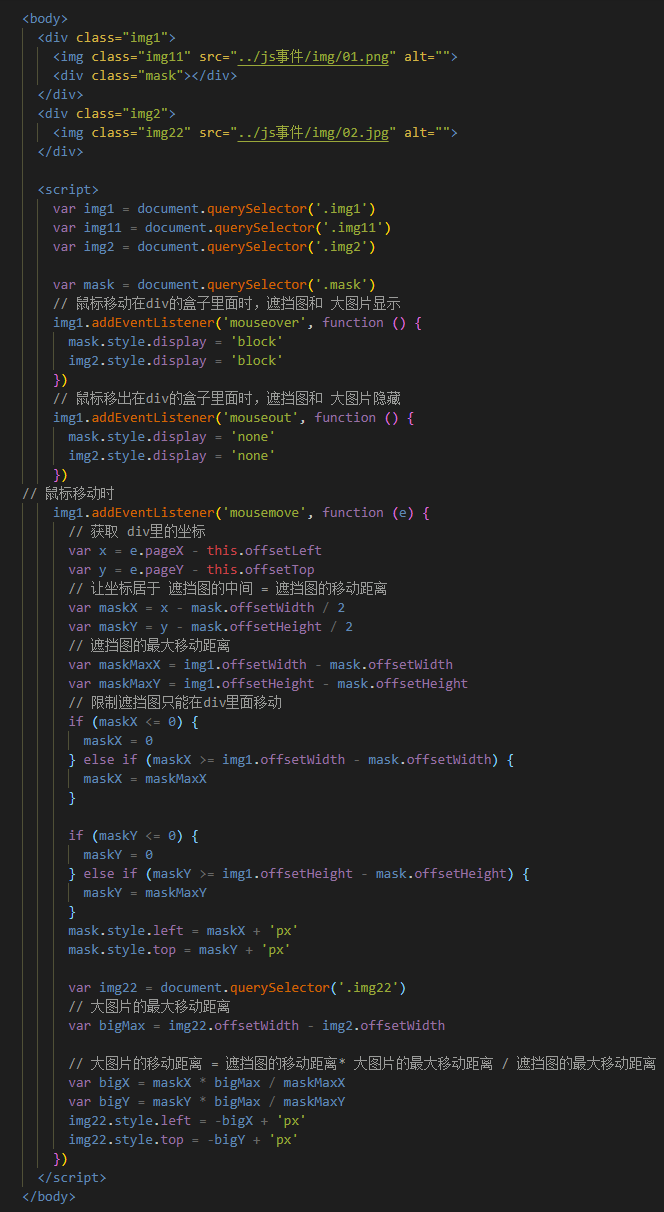 <body>
<div class="img1">
<img class="img11" src="../js事件/img/01.png" alt="">
<div class="mask"></div>
</div>
<div class="img2">
<img class="img22" src="../js事件/img/02.jpg" alt="">
</div>
<script>
var img1 = document.querySelector('.img1')
var img11 = document.querySelector('.img11')
var img2 = document.querySelector('.img2')
var mask = document.querySelector('.mask')
// 鼠标移动在div的盒子里面时，遮挡图和 大图片显示
img1.addEventListener('mouseover', function () {
mask.style.display = 'block'
img2.style.display = 'block'
})
// 鼠标移出在div的盒子里面时，遮挡图和 大图片隐藏
img1.addEventListener('mouseout', function () {
mask.style.display = 'none'
img2.style.display = 'none'
})
// 鼠标移动时
img1.addEventListener('mousemove', function (e) {
// 获取 div里的坐标
var x = e.pageX - this.offsetLeft
var y = e.pageY - this.offsetTop
// 让坐标居于 遮挡图的中间 = 遮挡图的移动距离
var maskX = x - mask.offsetWidth / 2
var maskY = y - mask.offsetHeight / 2
// 遮挡图的最大移动距离
var maskMaxX = img1.offsetWidth - mask.offsetWidth
var maskMaxY = img1.offsetHeight - mask.offsetHeight
// 限制遮挡图只能在div里面移动
if (maskX <= 0) {
maskX = 0
} else if (maskX >= img1.offsetWidth - mask.offsetWidth) {
maskX = maskMaxX
}
if (maskY <= 0) {
maskY = 0
} else if (maskY >= img1.offsetHeight - mask.offsetHeight) {
maskY = maskMaxY
}
mask.style.left = maskX + 'px'
mask.style.top = maskY + 'px'
var img22 = document.querySelector('.img22')
// 大图片的最大移动距离
var bigMax = img22.offsetWidth - img2.offsetWidth
// 大图片的移动距离 = 遮挡图的移动距离* 大图片的最大移动距离 / 遮挡图的最大移动距离
var bigX = maskX * bigMax / maskMaxX
var bigY = maskY * bigMax / maskMaxY
img22.style.left = -bigX + 'px'
img22.style.top = -bigY + 'px'
})
</script>
</body>